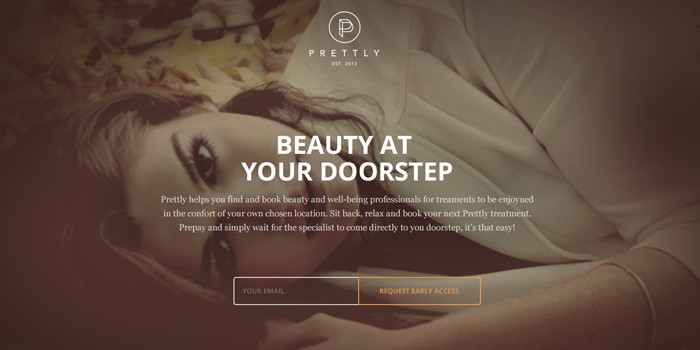 PRETTLY
EST. 2013
BEAUTY AT
YOUR DOORSTEP
Prettly helps you find and book beauty and well-being professionals for treaments to be enjoyned
in the confort of your own chosen location. Sit back, relax and book your next Prettly treatment.
Prepay and simply wait for the specialist to come directly to you doorstep, it's that easy!
YOUR EMAIL
REQUEST EARLY ACCESS